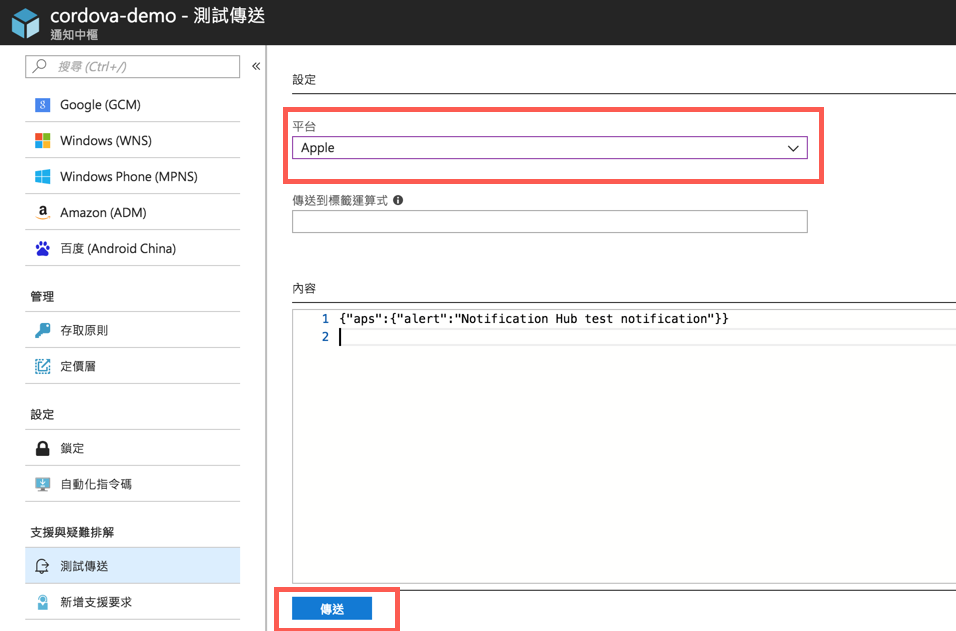 cordova-demo - 測試傳送
通知中樞
搜尋 (Ctrl+/)
Google (GCM)
Windows (WNS)
Windows Phone (MPNS)
Amazon (ADM)
百度 (Android China)
管理
存取原則
定價層
設定
鎖定
自動化指令碼
支援與疑難排解
測試傳送
新增支援要求
設定
平台
Apple
傳送到標籤運算式
內容
1 {"aps":{"alert":"Notification Hub test notification"}}
2
傳送